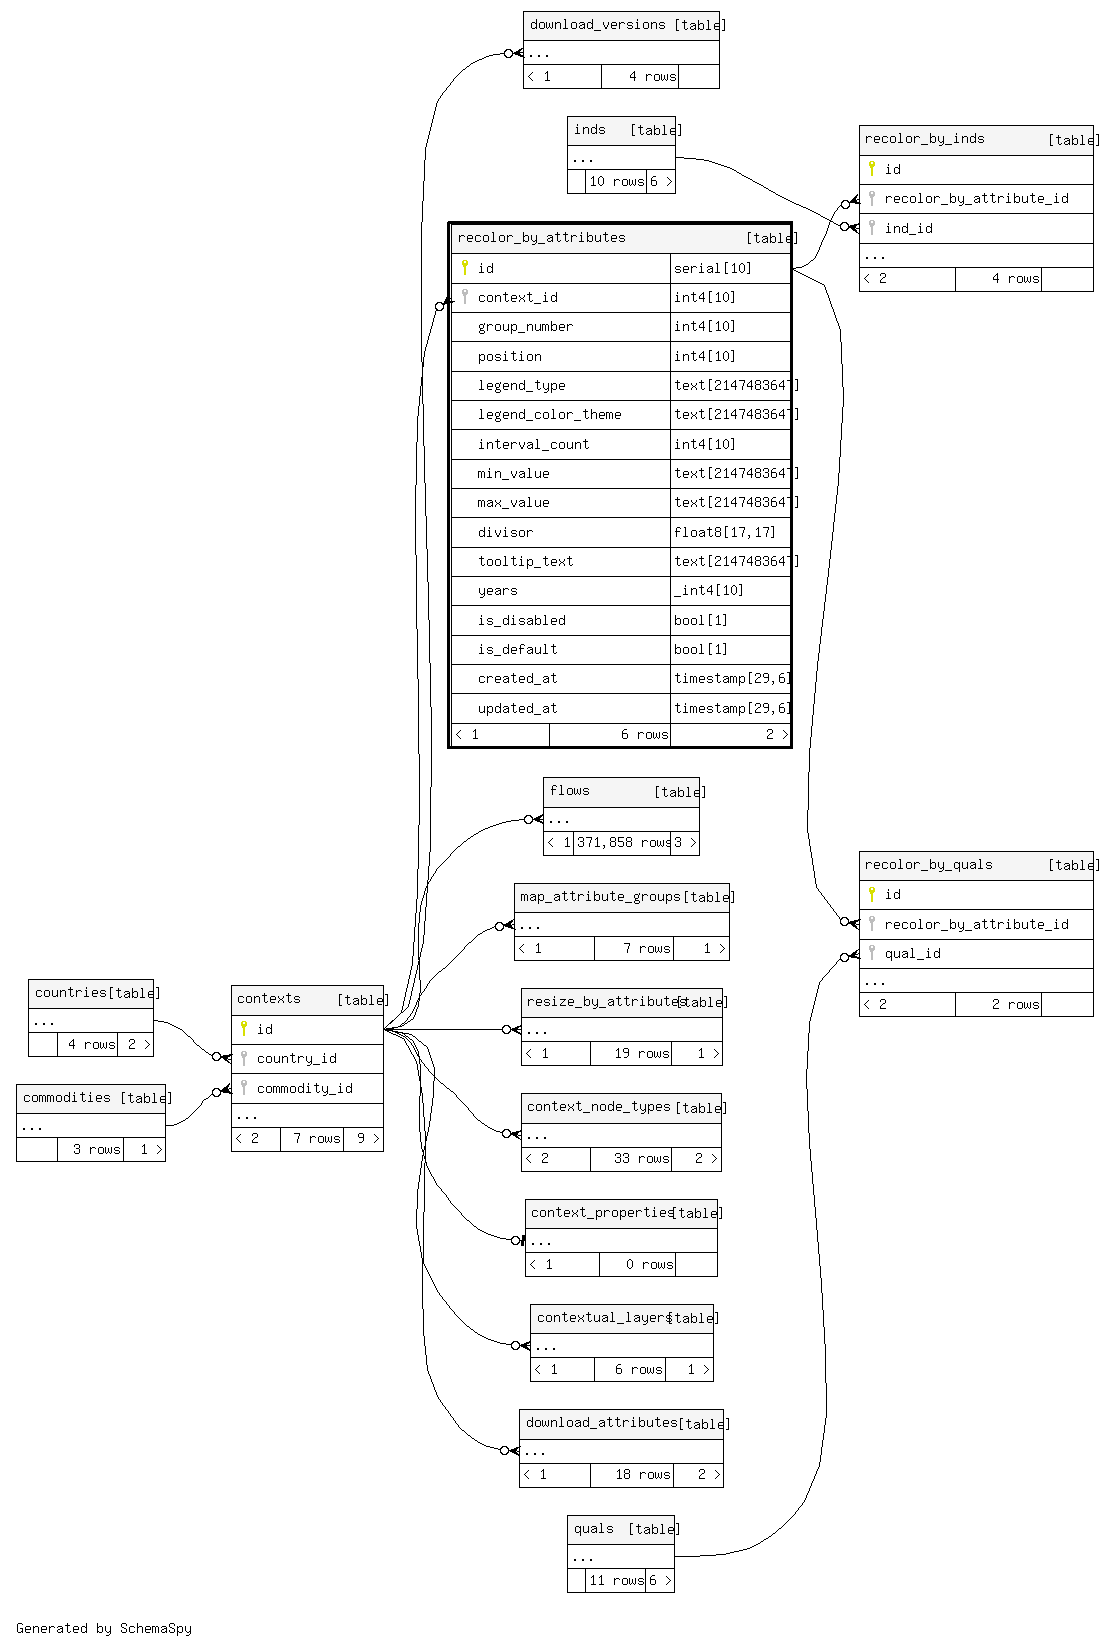 download_versions [table]
...
< 1 4 rows
inds [table]
...
10 rows 6 >
recolor_by_inds [table]
id
recolor_by_attribute_id
ind_id
...
< 2 4 rows
recolor_by_attributes [table]
id serial[10]
context_id int4[10]
group_number int4[10]
position int4[10]
legend_type text[2147483647]
legend_color_theme text[2147483647]
interval_count int4[10]
min_value text[2147483647]
max_value text[2147483647]
divisor float8[17,17]
tooltip_text text[2147483647]
years _int4[10]
is_disabled bool[1]
is_default bool[1]
created_at timestamp[29,6]
updated_at timestamp[29,6]
< 1 6 rows 2 >
flows [table]
...
< 1 371,858 rows 3 >
recolor_by_quals [table]
id
recolor_by_attribute_id
qual_id
...
< 2 2 rows
map_attribute_groups [table]
...
< 1 7 rows 1 >
countries [table]
...
4 rows 2 >
contexts [table]
id
country_id
commodity_id
...
< 2 7 rows 9 >
commodities [table]
...
3 rows 1 >
resize_by_attributes [table]
...
< 1 19 rows 1 >
context_node_types [table]
...
< 2 33 rows 2 >
context_properties [table]
...
< 1 0 rows
contextual_layers [table]
...
< 1 6 rows 1 >
download_attributes [table]
...
< 1 18 rows 2 >
quals [table]
...
11 rows 6 >
Generated by SchemaSpy